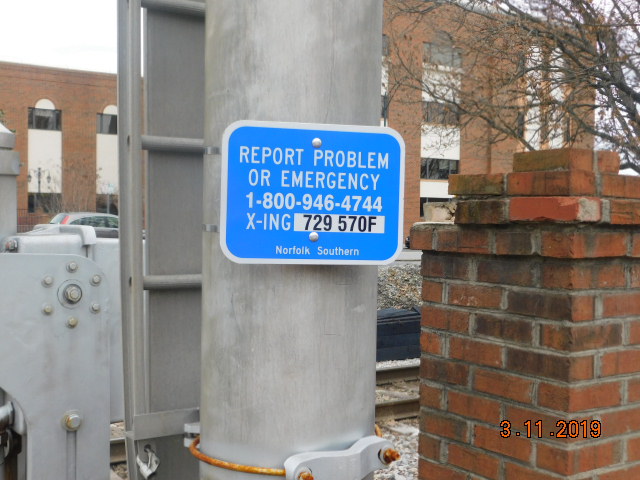 REPORT PROBLEM
OR EMERGENCY
1-800-946-4744
X-ING 729 570F
Norfolk Southern
3.11.2019